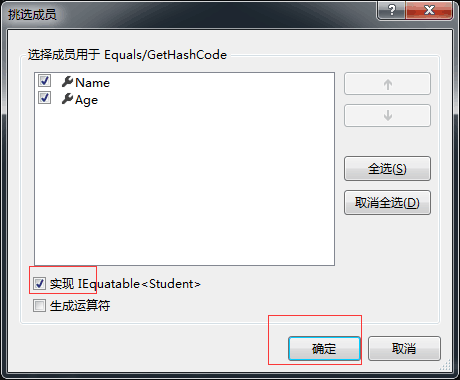 挑选成员
选择成员用于 Equals/GetHashCode
Name
Age
全选(S)
取消全选(D)
实现 IEquatable<Student>
生成运算符
确定
取消